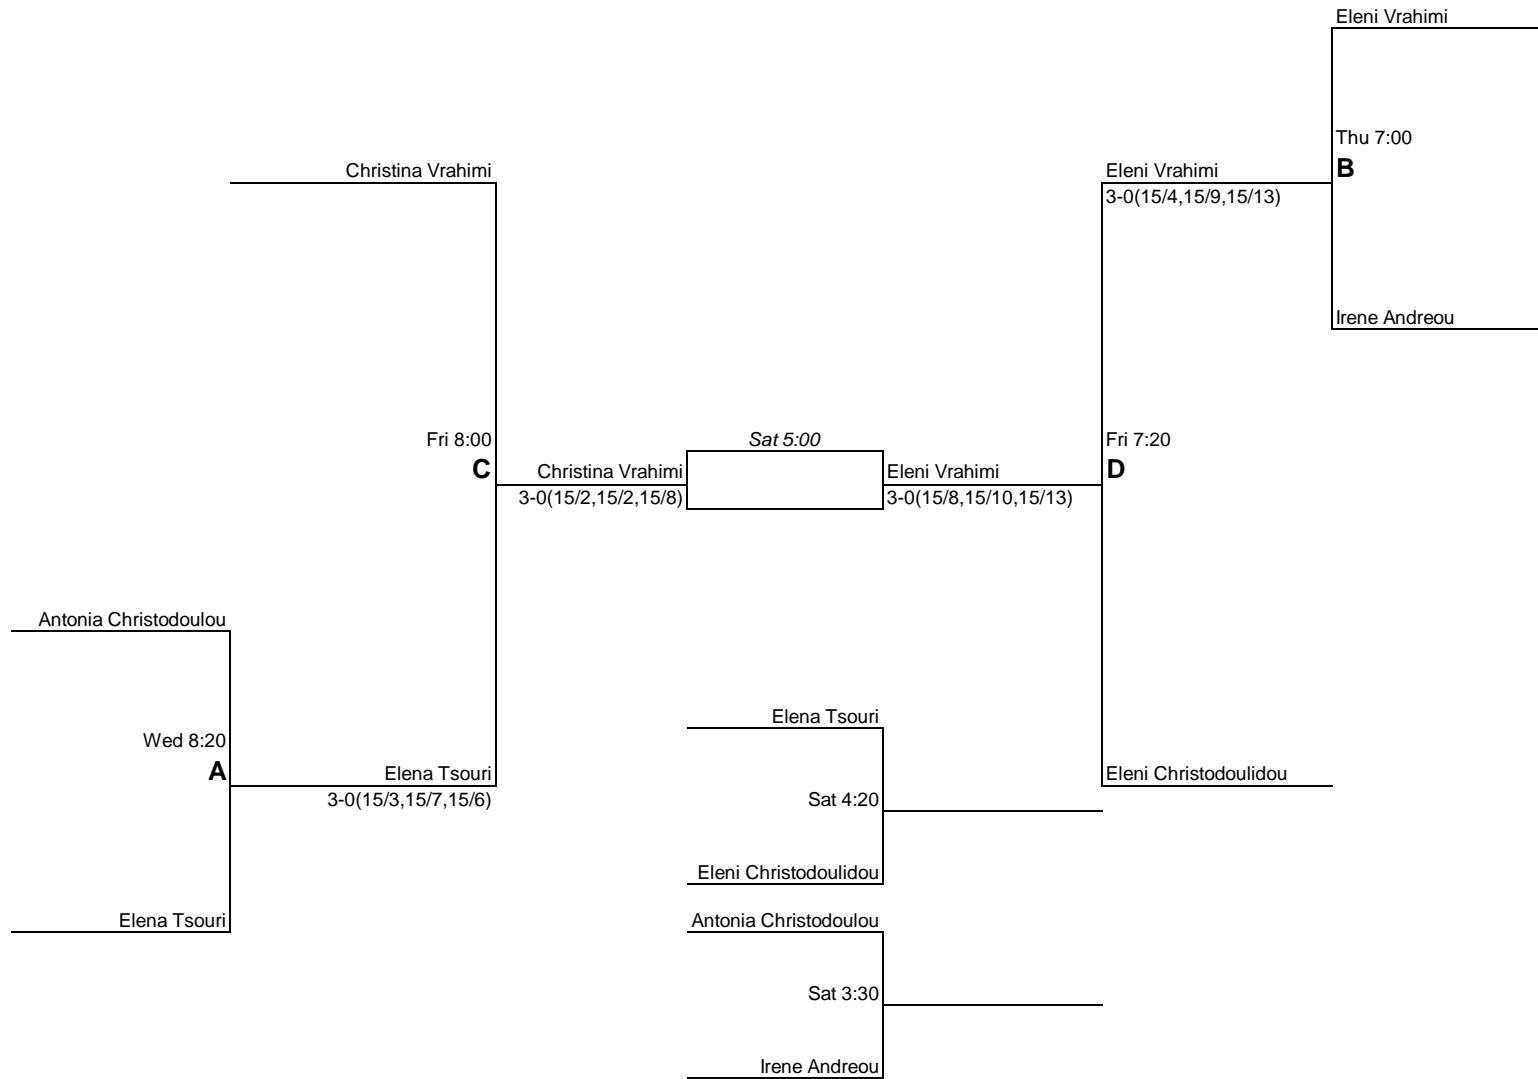 Eleni Vrahimi
Thu 7:00
B
Christina Vrahimi
Eleni Vrahimi
3-0(15/4,15/9,15/13)
Irene Andreou
Fri 8:00
C
Christina Vrahimi
3-0(15/2,15/2,15/8)
Sat 5:00
Eleni Vrahimi
3-0(15/8,15/10,15/13)
Fri 7:20
D
Antonia Christodoulou
Wed 8:20
A
Elena Tsouri
3-0(15/3,15/7,15/6)
Elena Tsouri
Elena Tsouri
Sat 4:20
Eleni Christodoulidou
Eleni Christodoulidou
Antonia Christodoulou
Sat 3:30
Irene Andreou